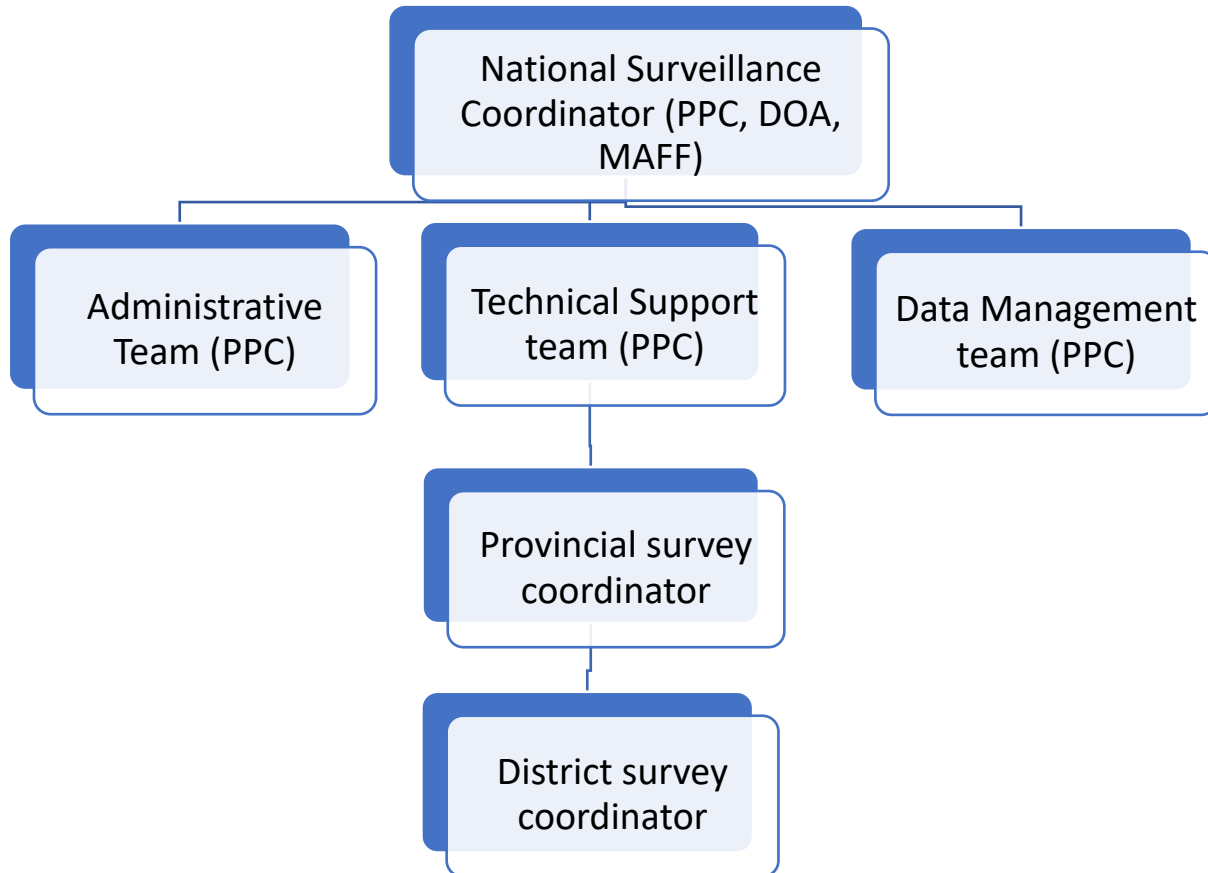 National Surveillance
Coordinator (PPC, DOA,
MAFF)
Administrative
Team (PPC)
Technical Support
team (PPC)
Data Management
team (PPC)
Provincial survey
coordinator
District survey
coordinator